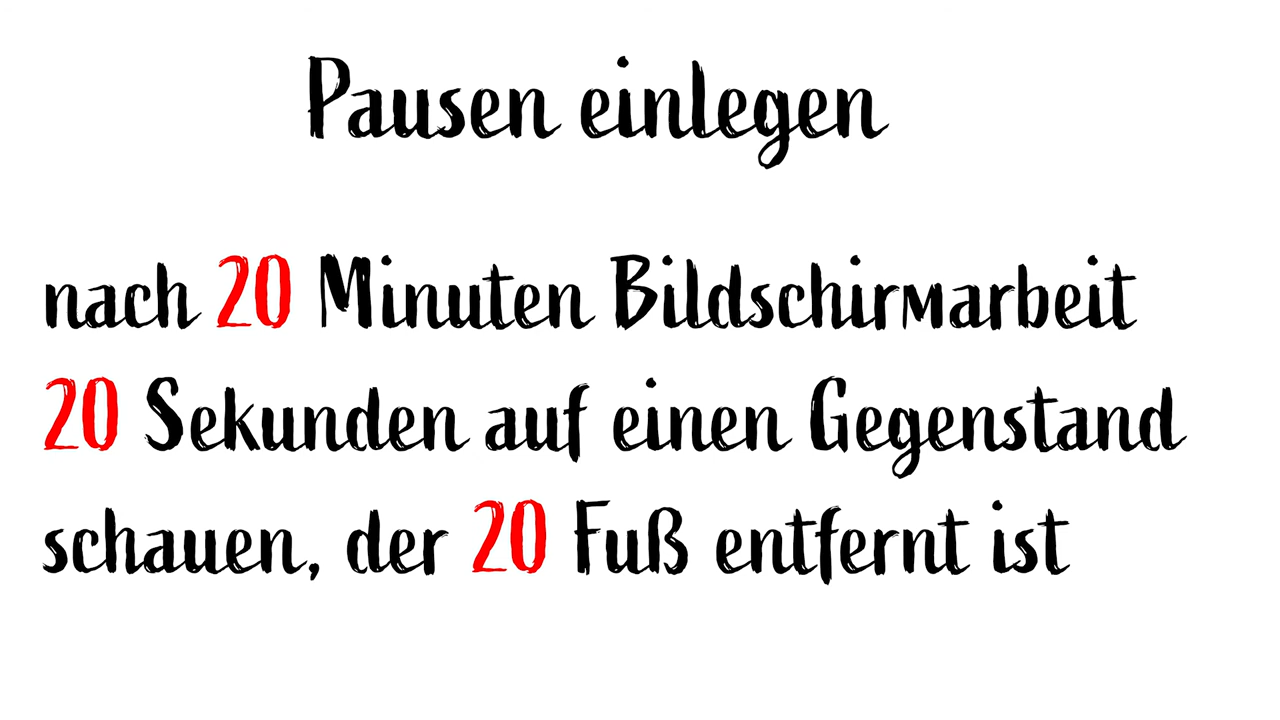 Pausen einlegen
nach 20 Minuten Bildschirmarbeit
20 Sekunden auf einen Gegenstand
schauen, der 20 Fuß entfernt ist